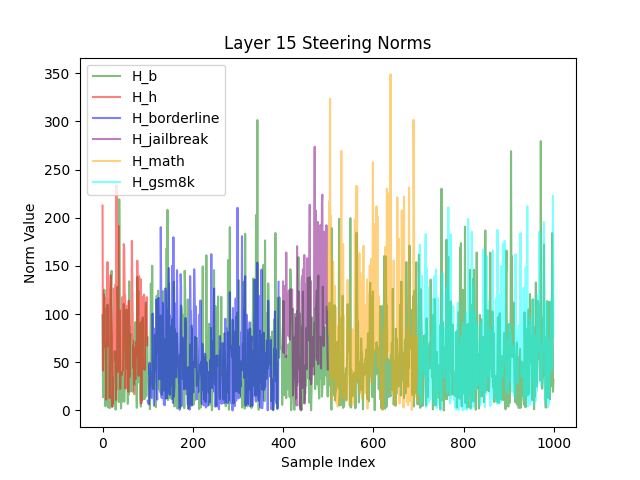 Layer 15 Steering Norms
Norm Value
350
300
250
200
150
100
50
0
H_b
H_h
H_borderline
H_jailbreak
H_math
H_gsm8k
0 200 400 600 800 1000
Sample Index